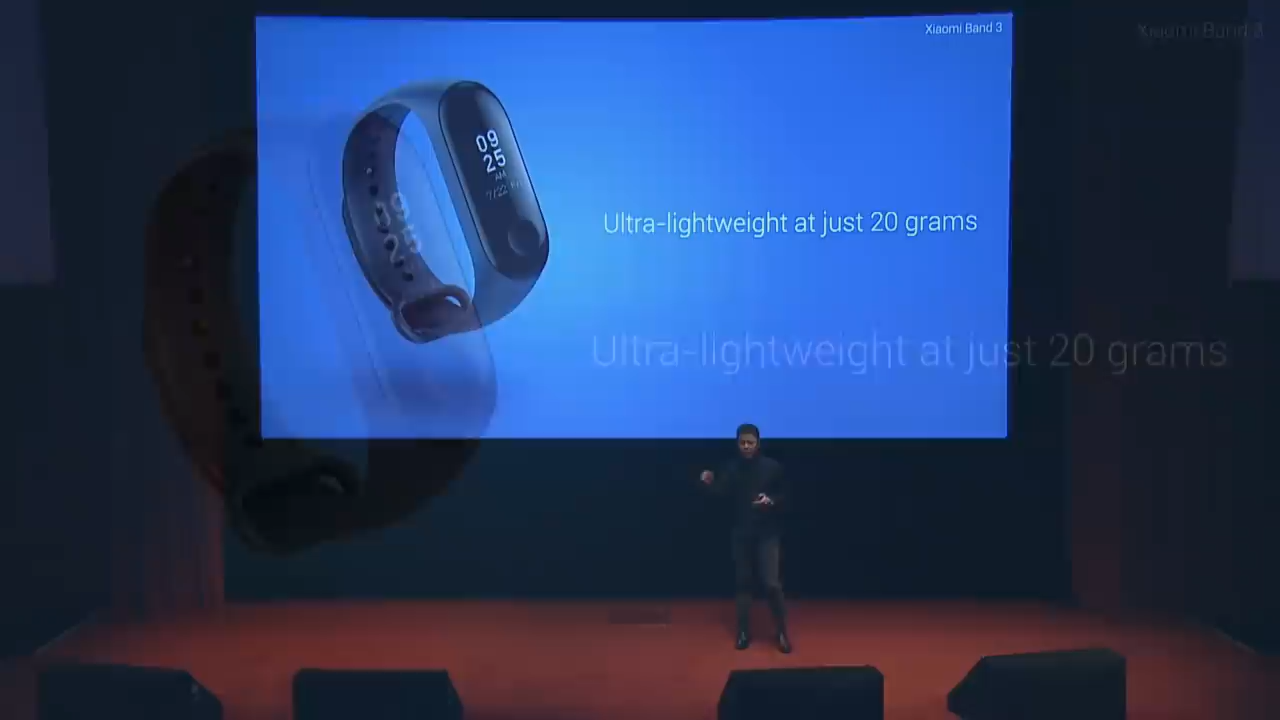 Xiaomi Band 3
Xiaomi Band 3
09
25
AM
Ultra-lightweight at just 20 grams
Ultra-lightweight at just 20 grams